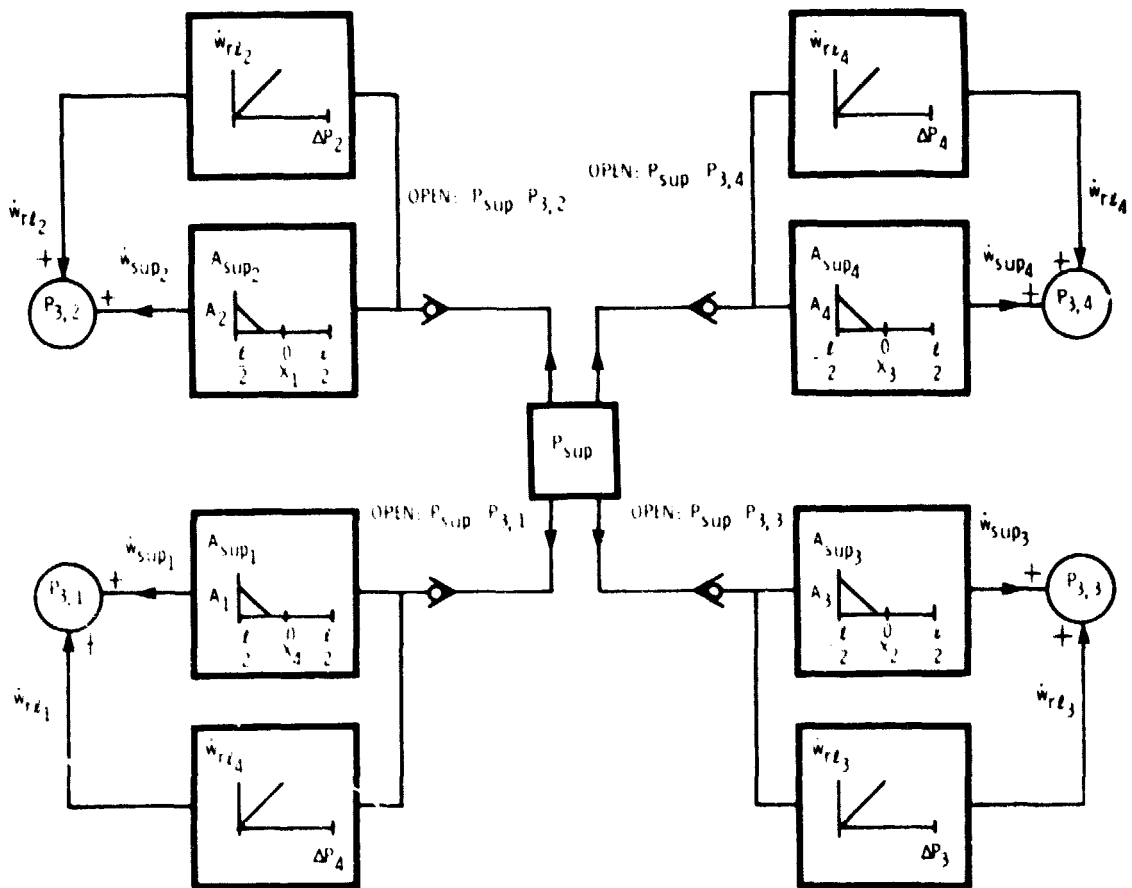 ẇrℓ2
ΔP2
ẇrℓ2
OPEN: Psup P3,2
ẇsup2
Asup2
A2
P3,2
ℓ 0 ℓ
2 X1 2
ẇrℓ4
ΔP4
OPEN: Psup P3,4
ẇrℓ4
Asup4
ẇsup4
A4
P3,4
ℓ 0 ℓ
- 2 X3 2
Psup
OPEN: Psup P3,1
ẇsup1
Asup1
A1
P3,1
ℓ 0 ℓ
2 X4 2
ẇrℓ1
ẇrℓ4
ΔP4
OPEN: Psup P3,3
Asup3
ẇsup3
A3
P3,3
ℓ 0 ℓ
- 2 X2 2
ẇrℓ3
ẇrℓ3
ΔP3